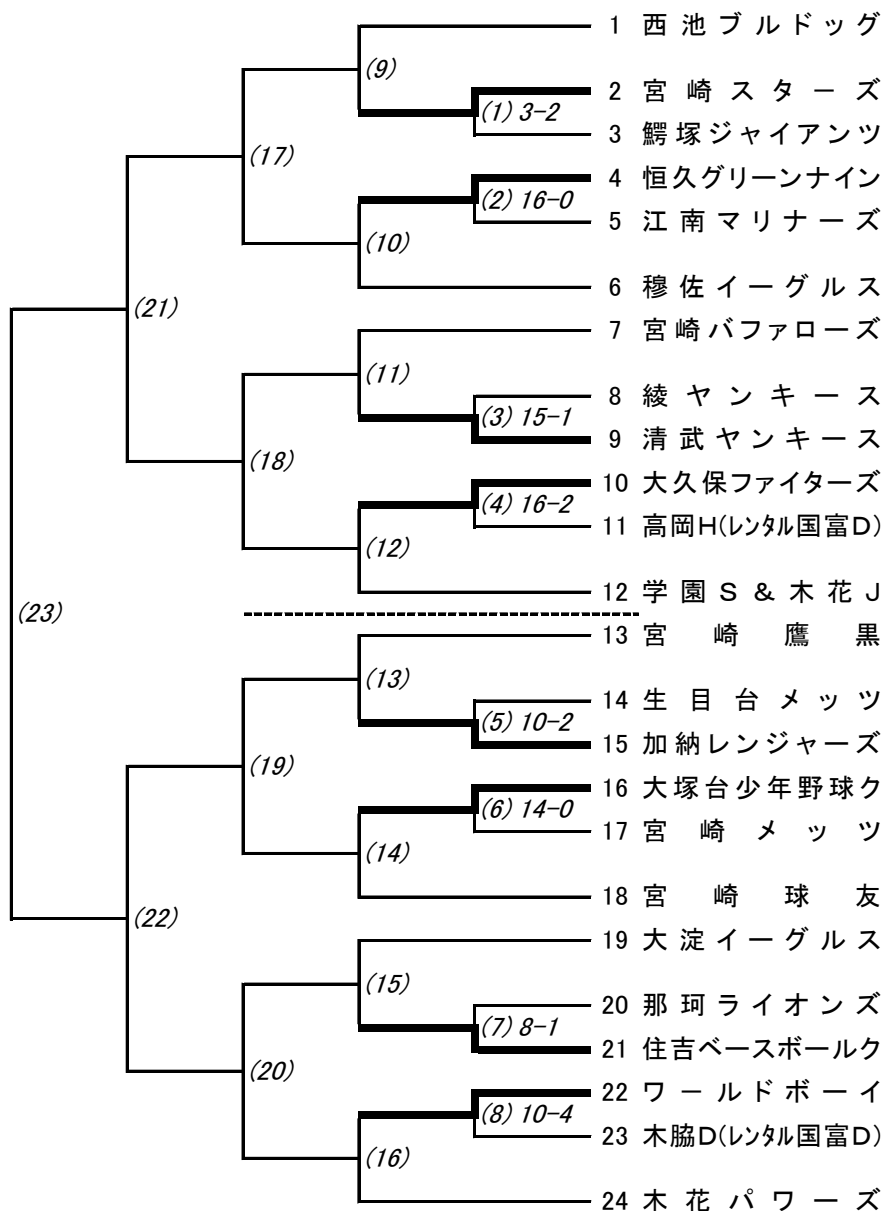 1 西池ブルドッグ
(9)
2 宮崎スターズ
(1) 3-2
3 鰐塚ジャイアンツ
(17)
4 恒久グリーンナイン
(2) 16-0
5 江南マリナーズ
(10)
6 穆佐イーグルス
(21)
7 宮崎バファローズ
(11)
8 綾ヤンキース
(3) 15-1
9 清武ヤンキース
(18)
10 大久保ファイターズ
(4) 16-2
11 高岡H(レンタル国富D)
(12)
12 学園S&木花J
(23)
13 宮崎鷹黒
(13)
14 生目台メッツ
(5) 10-2
15 加納レンジャーズ
(19)
16 大塚台少年野球ク
(6) 14-0
17 宮崎メッツ
(14)
18 宮崎球友
(22)
19 大淀イーグルス
(15)
20 那珂ライオンズ
(7) 8-1
21 住吉ベースボールク
(20)
22 ワールドボーイ
(8) 10-4
23 木脇D(レンタル国富D)
(16)
24 木花パワーズ